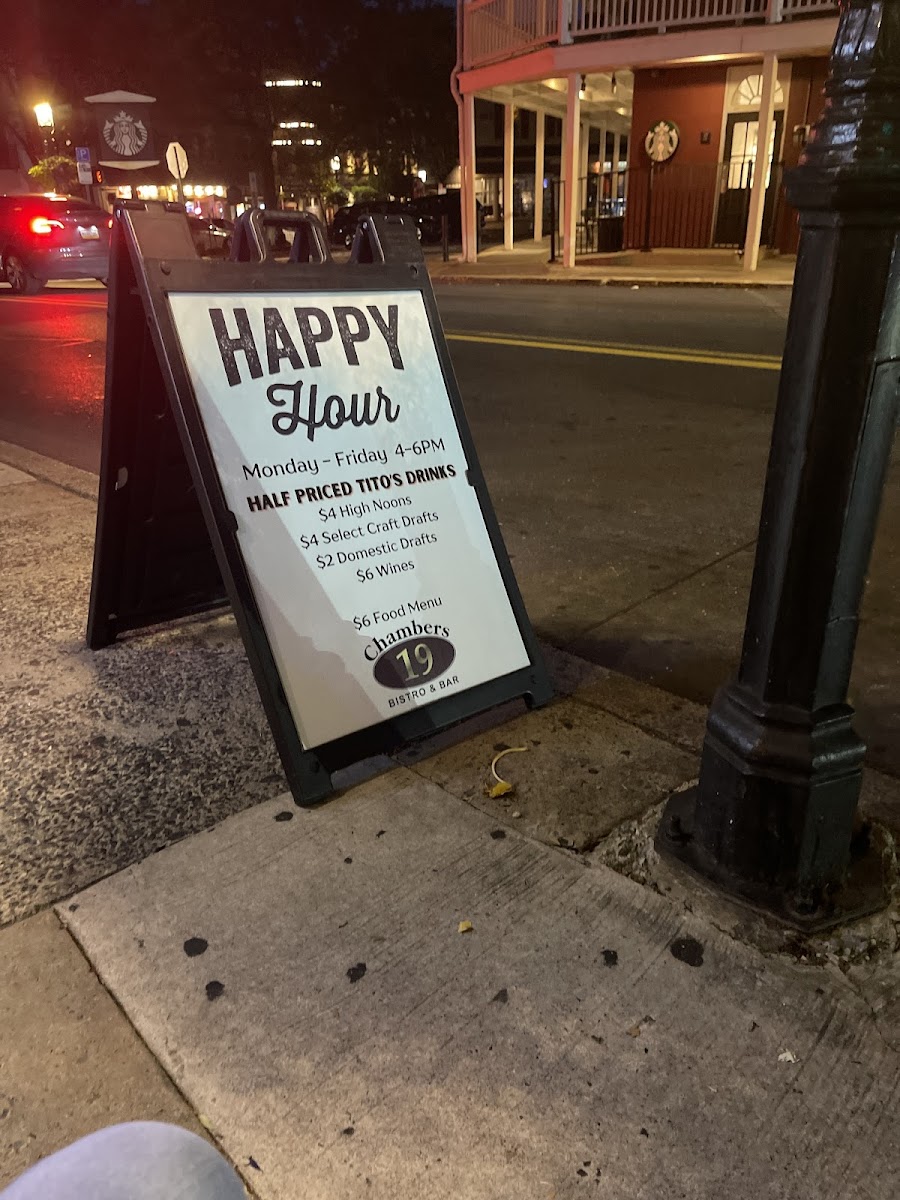 HAPPY
Hour
Monday - Friday 4-6PM
HALF PRICED TITO'S DRINKS
$4 High Noons
$4 Select Craft Drafts
$2 Domestic Drafts
$6 Wines
$6 Food Menu
Chambers
19
BISTRO & BAR